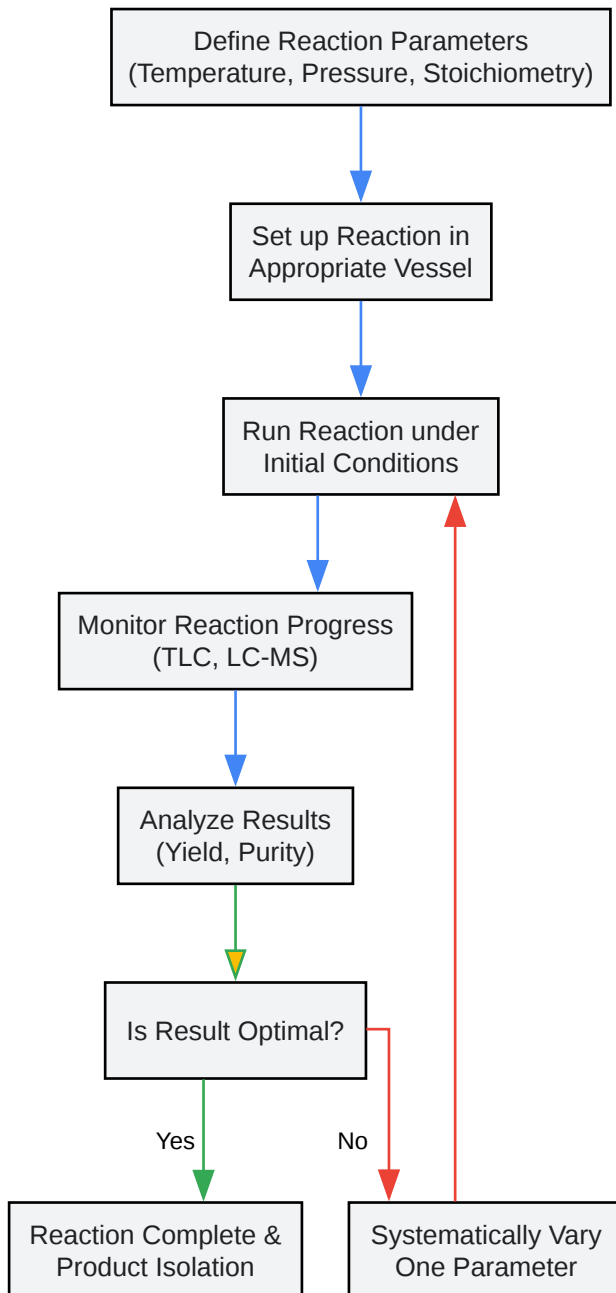 Define Reaction Parameters
(Temperature, Pressure, Stoichiometry)
Set up Reaction in
Appropriate Vessel
Run Reaction under
Initial Conditions
Monitor Reaction Progress
(TLC, LC-MS)
Analyze Results
(Yield, Purity)
Is Result Optimal?
Yes
No
Reaction Complete &
Product Isolation
Systematically Vary
One Parameter